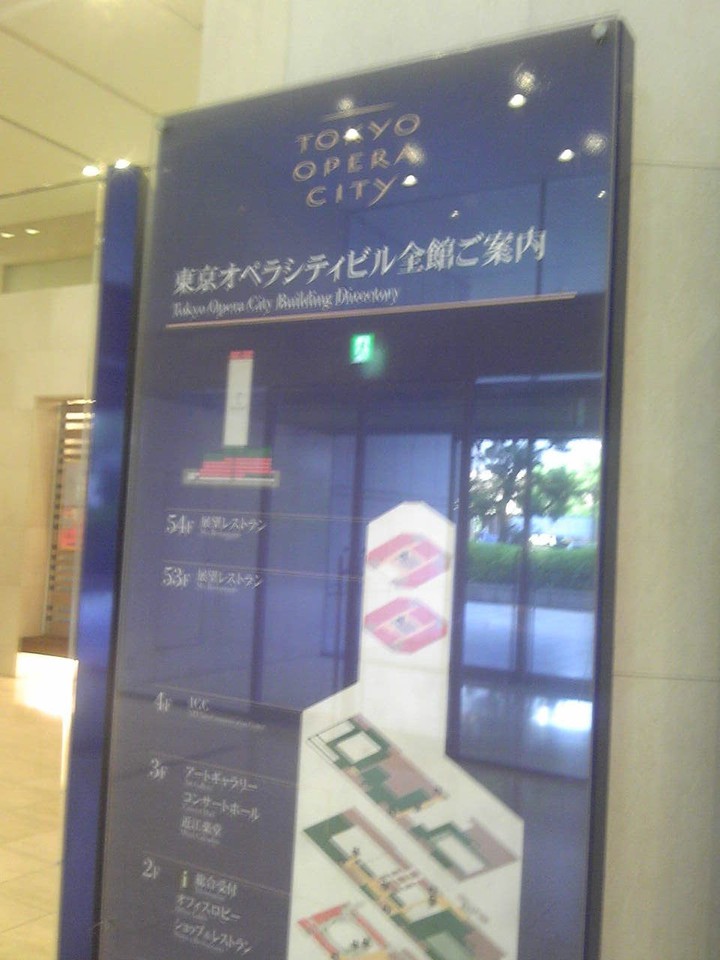 TOKYO
OPERA
CITY
東京オペラシティビル全館ご案内
Tokyo Opera City Building Directory
54F 展望レストラン
53F 展望レストラン
4F ICC
3F アートギャラリー
コンサートホール
近江楽堂
2F i 総合受付
オフィスロビー
ショップ&レストラン